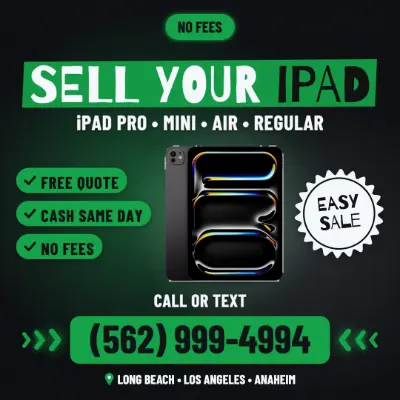 NO FEES
SELL YOUR IPAD
iPAD PRO • MINI • AIR • REGULAR
FREE QUOTE
CASH SAME DAY
NO FEES
EASY
SALE
CALL OR TEXT
(562) 999-4994
LONG BEACH • LOS ANGELES • ANAHEIM